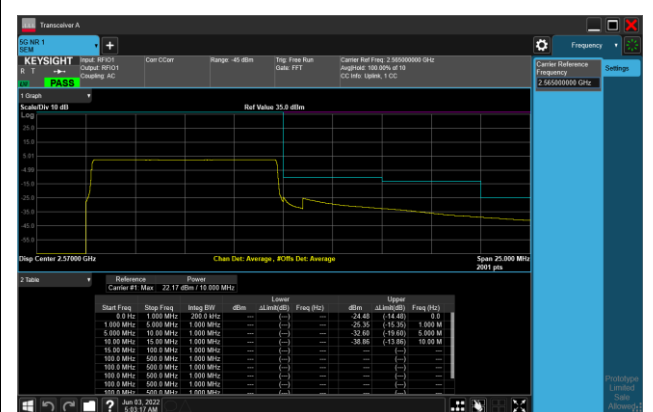 Transceiver A
5G NR 1
SEM
Frequency
KEYSIGHT
R T
PASS
Input: RFIO1
Output: RFIO1
Coupling: AC
Corr CCorr
Range: -45 dBm
Trig: Free Run
Gate: FFT
Carrier Ref Freq: 2.565000000 GHz
Avg|Hold: 100.00% of 10
CC Info: Uplink, 1 CC
Carrier Reference
Frequency
2.565000000 GHz
Settings
1 Graph
Scale/Div 10 dB
Ref Value 35.0 dBm
Log
25.0
15.0
5.01
-4.99
-15.0
-25.0
-35.0
-45.0
-55.0
Disp Center 2.57000 GHz
Chan Det: Average, #Offs Det: Average
Span 25.000 MHz
2001 pts
2 Table
Reference Power
Carrier #1 Max 22.17 dBm / 10.000 MHz
Lower Upper
Start Freq Stop Freq Integ BW dBm ΔLimit(dB) Freq (Hz) dBm ΔLimit(dB) Freq (Hz)
0.0 Hz 1.000 MHz 200.0 kHz --- (---) --- -24.48 (-14.48) 0.0
1.000 MHz 5.000 MHz 1.000 MHz --- (---) --- -25.35 (-15.35) 1.000 M
5.000 MHz 10.00 MHz 1.000 MHz --- (---) --- -32.60 (-19.60) 5.000 M
10.00 MHz 15.00 MHz 1.000 MHz --- (---) --- -38.86 (-13.86) 10.00 M
15.00 MHz 100.0 MHz 1.000 MHz --- (---) --- --- (---) ---
100.0 MHz 500.0 MHz 1.000 MHz --- (---) --- --- (---) ---
100.0 MHz 500.0 MHz 1.000 MHz --- (---) --- --- (---) ---
100.0 MHz 500.0 MHz 1.000 MHz --- (---) --- --- (---) ---
100.0 MHz 500.0 MHz 1.000 MHz --- (---) --- --- (---) ---
100.0 MHz 500.0 MHz 1.000 MHz --- (---) --- --- (---) ---
Prototype
Limited
Sale
Allowed
?
Jun 03, 2022
5:03:17 AM